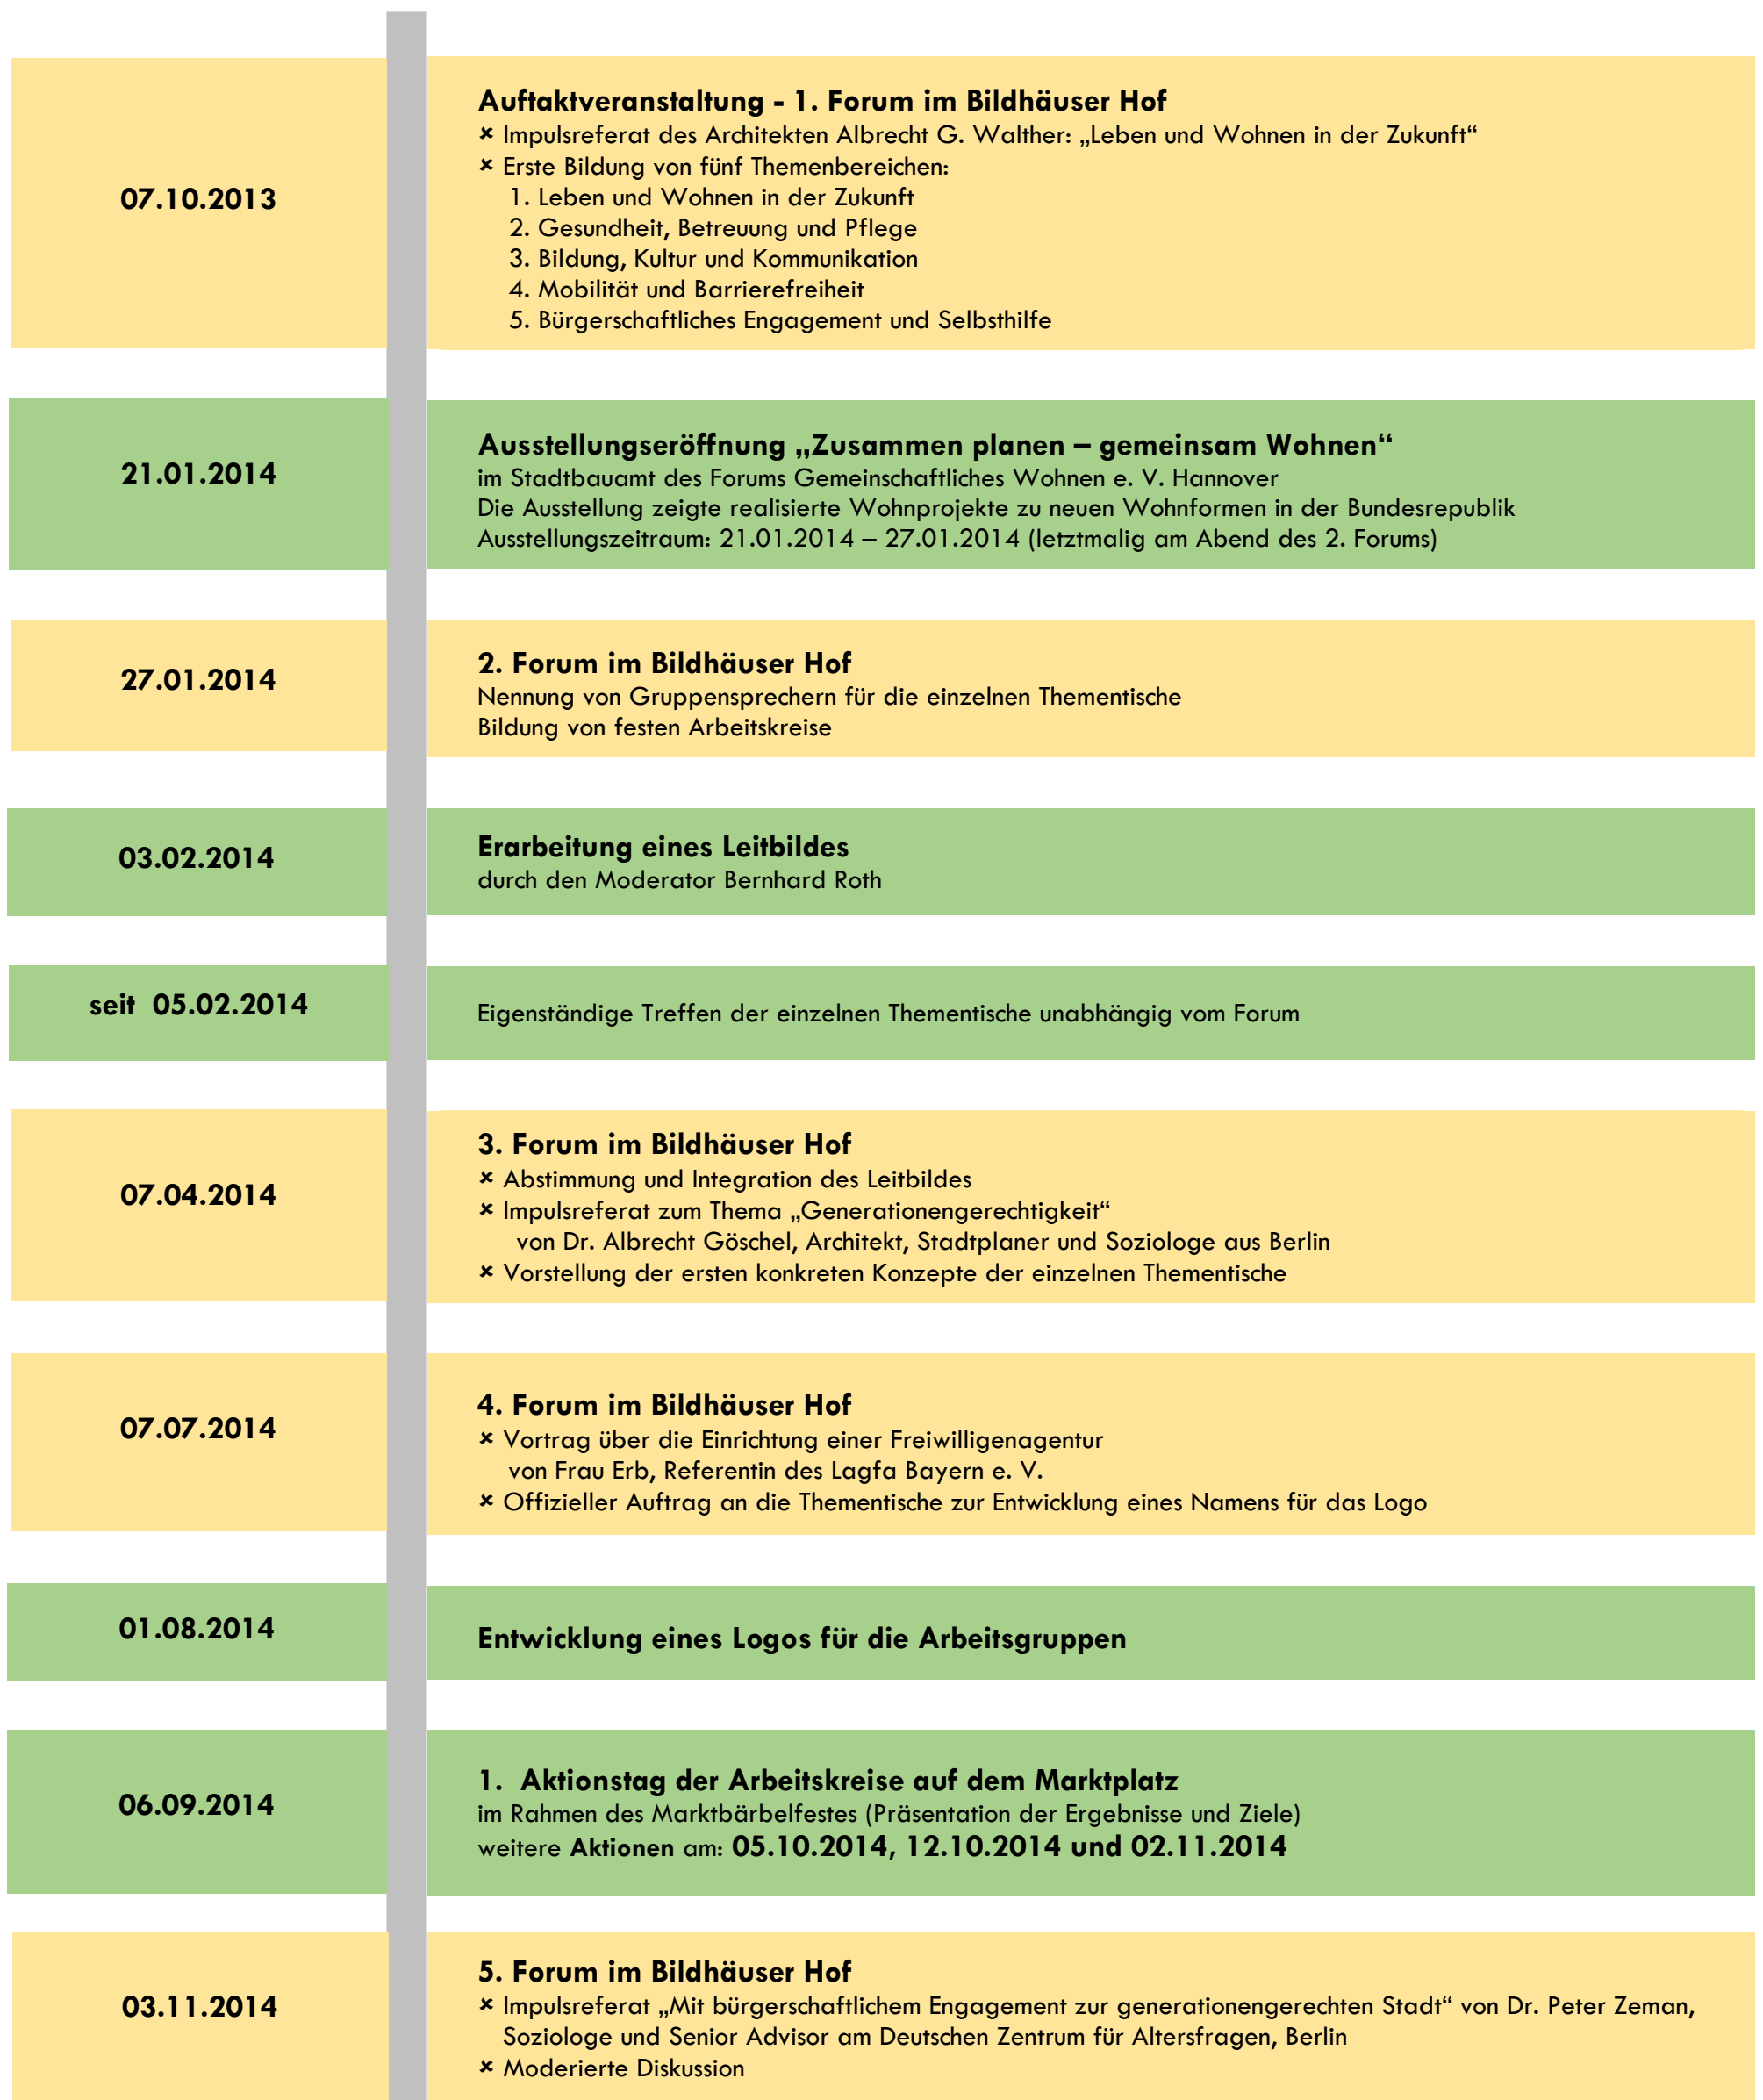 07.10.2013
Auftaktveranstaltung - 1. Forum im Bildhäuser Hof
× Impulsreferat des Architekten Albrecht G. Walther: „Leben und Wohnen in der Zukunft“
× Erste Bildung von fünf Themenbereichen:
1. Leben und Wohnen in der Zukunft
2. Gesundheit, Betreuung und Pflege
3. Bildung, Kultur und Kommunikation
4. Mobilität und Barrierefreiheit
5. Bürgerschaftliches Engagement und Selbsthilfe
21.01.2014
Ausstellungseröffnung „Zusammen planen – gemeinsam Wohnen“
im Stadtbauamt des Forums Gemeinschaftliches Wohnen e. V. Hannover
Die Ausstellung zeigte realisierte Wohnprojekte zu neuen Wohnformen in der Bundesrepublik
Ausstellungszeitraum: 21.01.2014 – 27.01.2014 (letztmalig am Abend des 2. Forums)
27.01.2014
2. Forum im Bildhäuser Hof
Nennung von Gruppensprechern für die einzelnen Thementische
Bildung von festen Arbeitskreise
03.02.2014
Erarbeitung eines Leitbildes
durch den Moderator Bernhard Roth
seit 05.02.2014
Eigenständige Treffen der einzelnen Thementische unabhängig vom Forum
07.04.2014
3. Forum im Bildhäuser Hof
× Abstimmung und Integration des Leitbildes
× Impulsreferat zum Thema „Generationengerechtigkeit“
von Dr. Albrecht Göschel, Architekt, Stadtplaner und Soziologe aus Berlin
× Vorstellung der ersten konkreten Konzepte der einzelnen Thementische
07.07.2014
4. Forum im Bildhäuser Hof
× Vortrag über die Einrichtung einer Freiwilligenagentur
von Frau Erb, Referentin des Lagfa Bayern e. V.
× Offizieller Auftrag an die Thementische zur Entwicklung eines Namens für das Logo
01.08.2014
Entwicklung eines Logos für die Arbeitsgruppen
06.09.2014
1. Aktionstag der Arbeitskreise auf dem Marktplatz
im Rahmen des Marktbärbelfestes (Präsentation der Ergebnisse und Ziele)
weitere Aktionen am: 05.10.2014, 12.10.2014 und 02.11.2014
03.11.2014
5. Forum im Bildhäuser Hof
× Impulsreferat „Mit bürgerschaftlichem Engagement zur generationengerechten Stadt“ von Dr. Peter Zeman,
Soziologe und Senior Advisor am Deutschen Zentrum für Altersfragen, Berlin
× Moderierte Diskussion